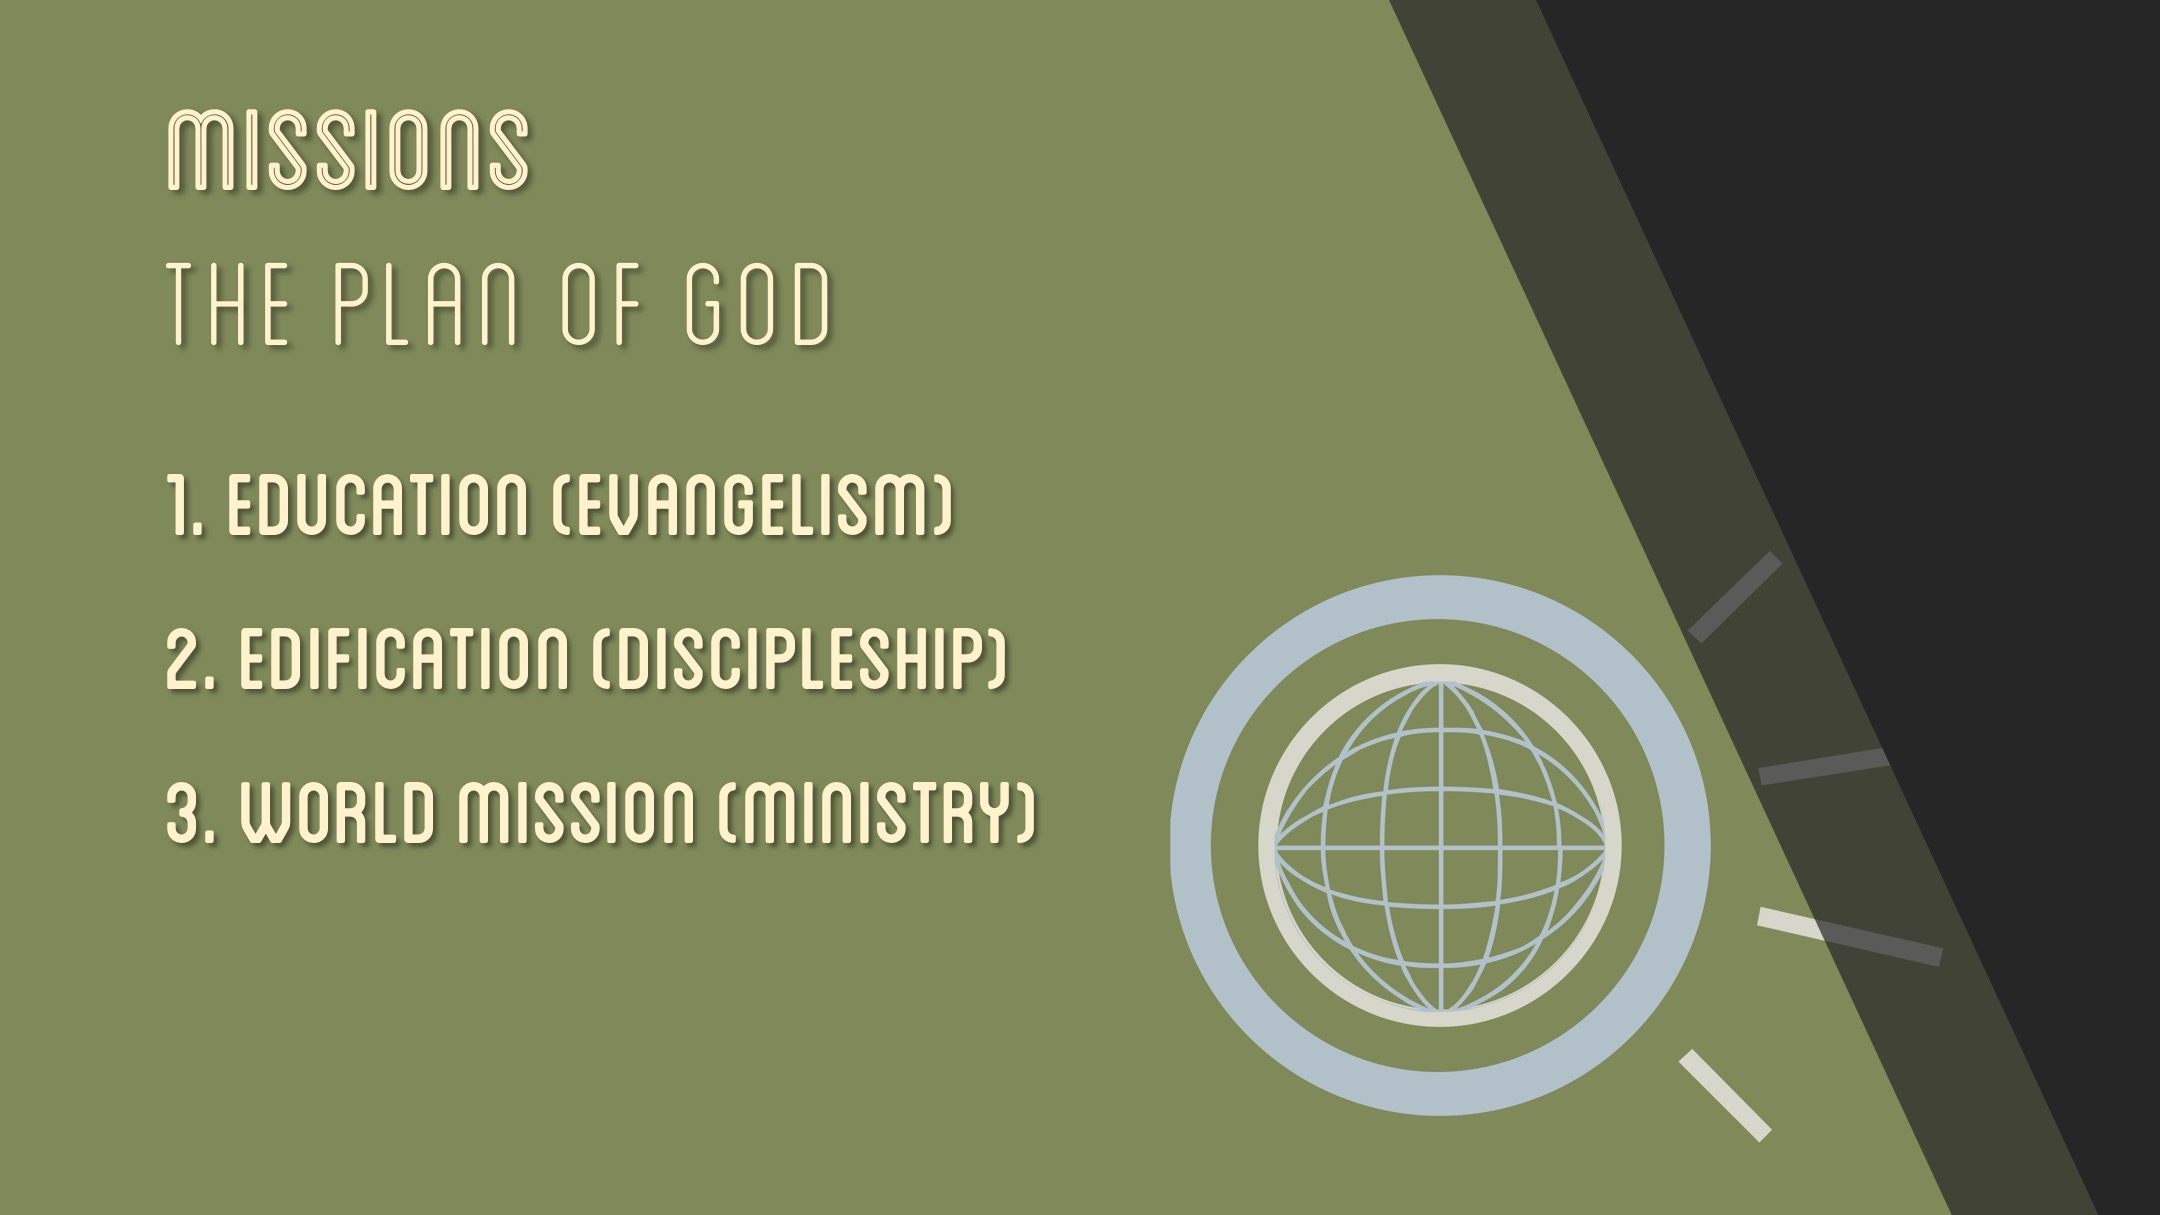 MISSIONS
THE PLAN OF GOD
1. EDUCATION (EVANGELISM)
2. EDIFICATION (DISCIPLESHIP)
3. WORLD MISSION (MINISTRY)